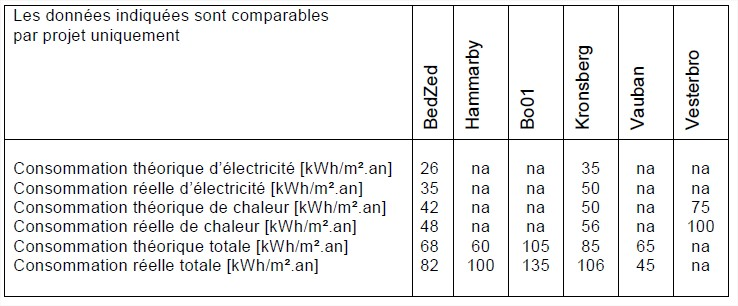 Les données indiquées sont comparables
par projet uniquement
BedZed
Hammarby
Bo01
Kronsberg
Vauban
Vesterbro
Consommation théorique d'électricité [kWh/m².an] 26 na na 35 na na
Consommation réelle d'électricité [kWh/m².an] 35 na na 50 na na
Consommation théorique de chaleur [kWh/m².an] 42 na na 50 na 75
Consommation réelle de chaleur [kWh/m².an] 48 na na 56 na 100
Consommation théorique totale [kWh/m².an] 68 60 105 85 65 na
Consommation réelle totale [kWh/m².an] 82 100 135 106 45 na